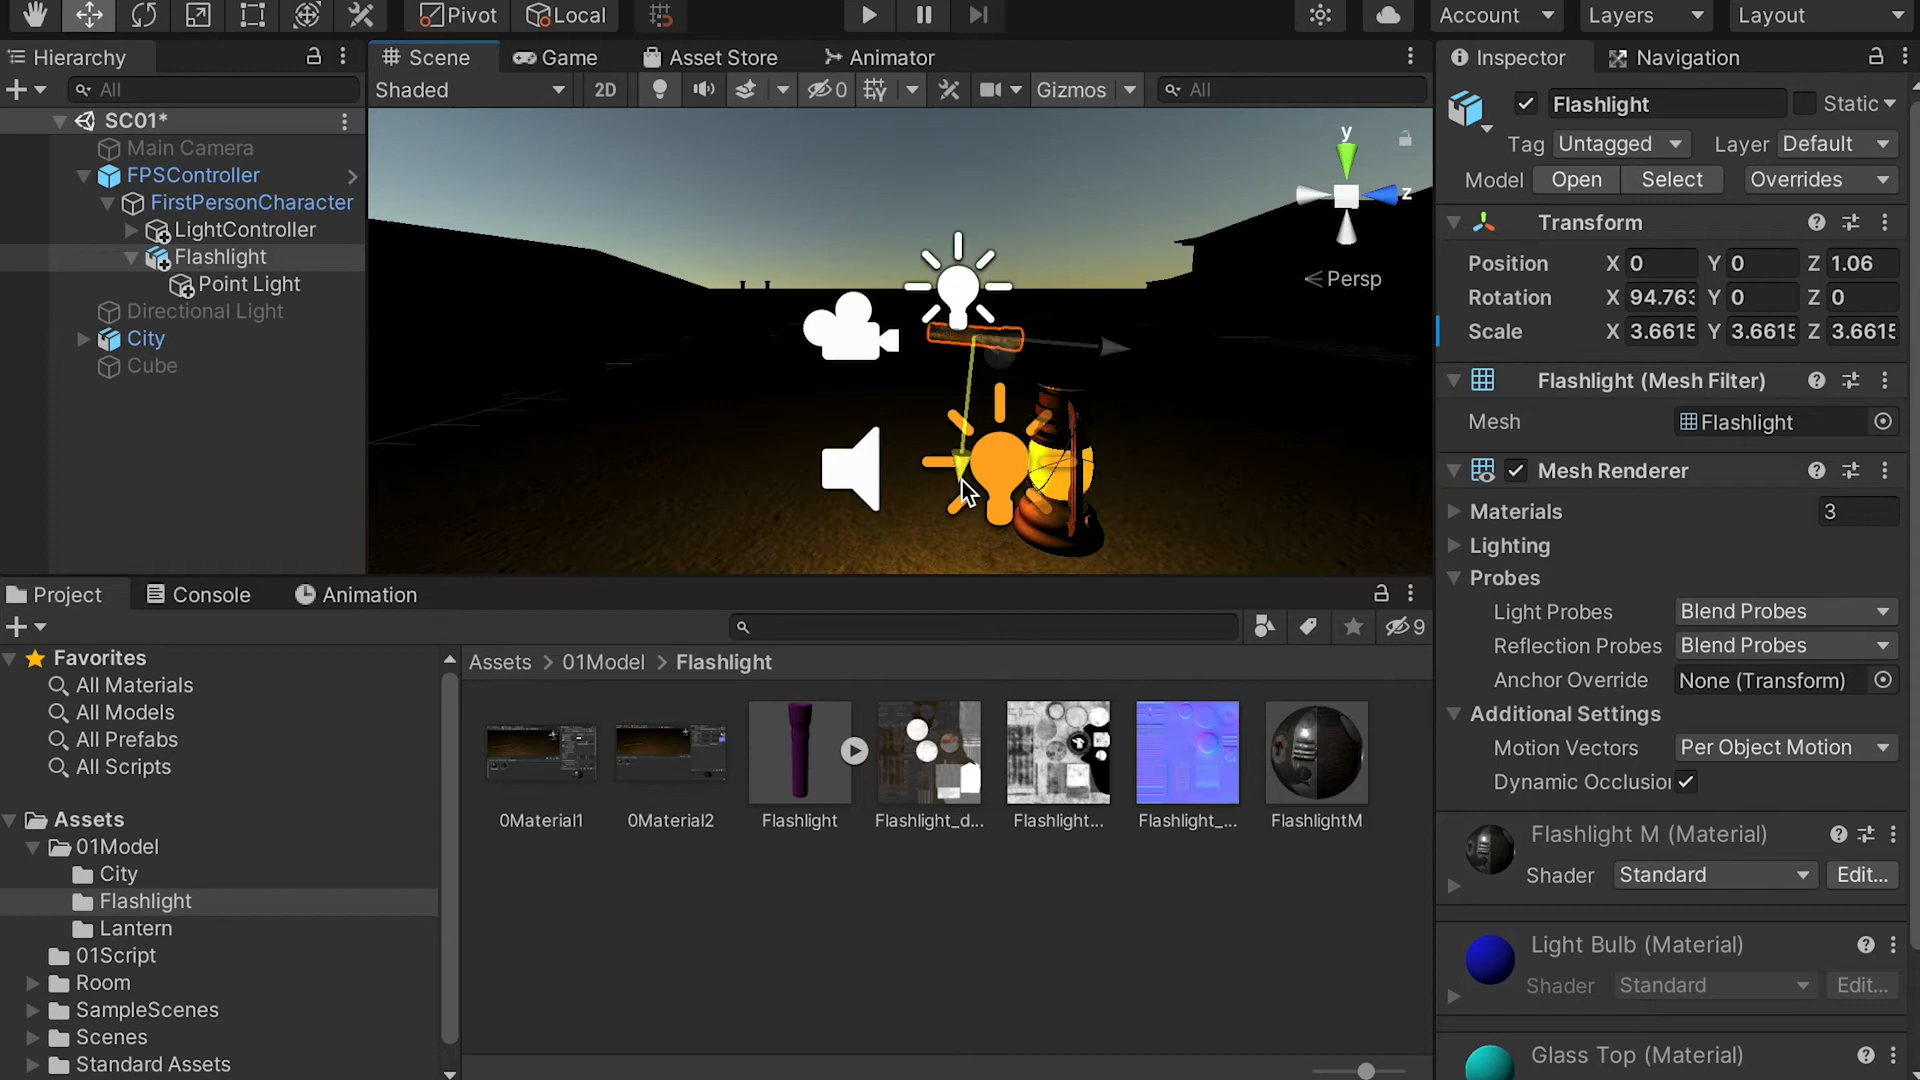 Pivot
Local
Account
Layers
Layout
Hierarchy
Scene
Game
Asset Store
Animator
Inspector
Navigation
All
Shaded
2D
0
Gizmos
All
SC01*
Main Camera
FPSController
FirstPersonCharacter
LightController
Flashlight
Point Light
Directional Light
City
Cube
y
z
Persp
Flashlight
Static
Tag
Untagged
Layer
Default
Model
Open
Select
Overrides
Transform
Position
X 0
Y 0
Z 1.06
Rotation
X 94.763
Y 0
Z 0
Scale
X 3.6615
Y 3.6615
Z 3.6615
Flashlight (Mesh Filter)
Mesh
Flashlight
Mesh Renderer
Materials
3
Lighting
Probes
Light Probes
Blend Probes
Reflection Probes
Blend Probes
Anchor Override
None (Transform)
Additional Settings
Motion Vectors
Per Object Motion
Dynamic Occlusion
Flashlight M (Material)
Shader
Standard
Edit...
Light Bulb (Material)
Shader
Standard
Edit...
Glass Top (Material)
Project
Console
Animation
9
Favorites
All Materials
All Models
All Prefabs
All Scripts
Assets
01Model
City
Flashlight
Lantern
01Script
Room
SampleScenes
Scenes
Standard Assets
Assets > 01Model > Flashlight
0Material1
0Material2
Flashlight
Flashlight_d...
Flashlight...
Flashlight_...
FlashlightM